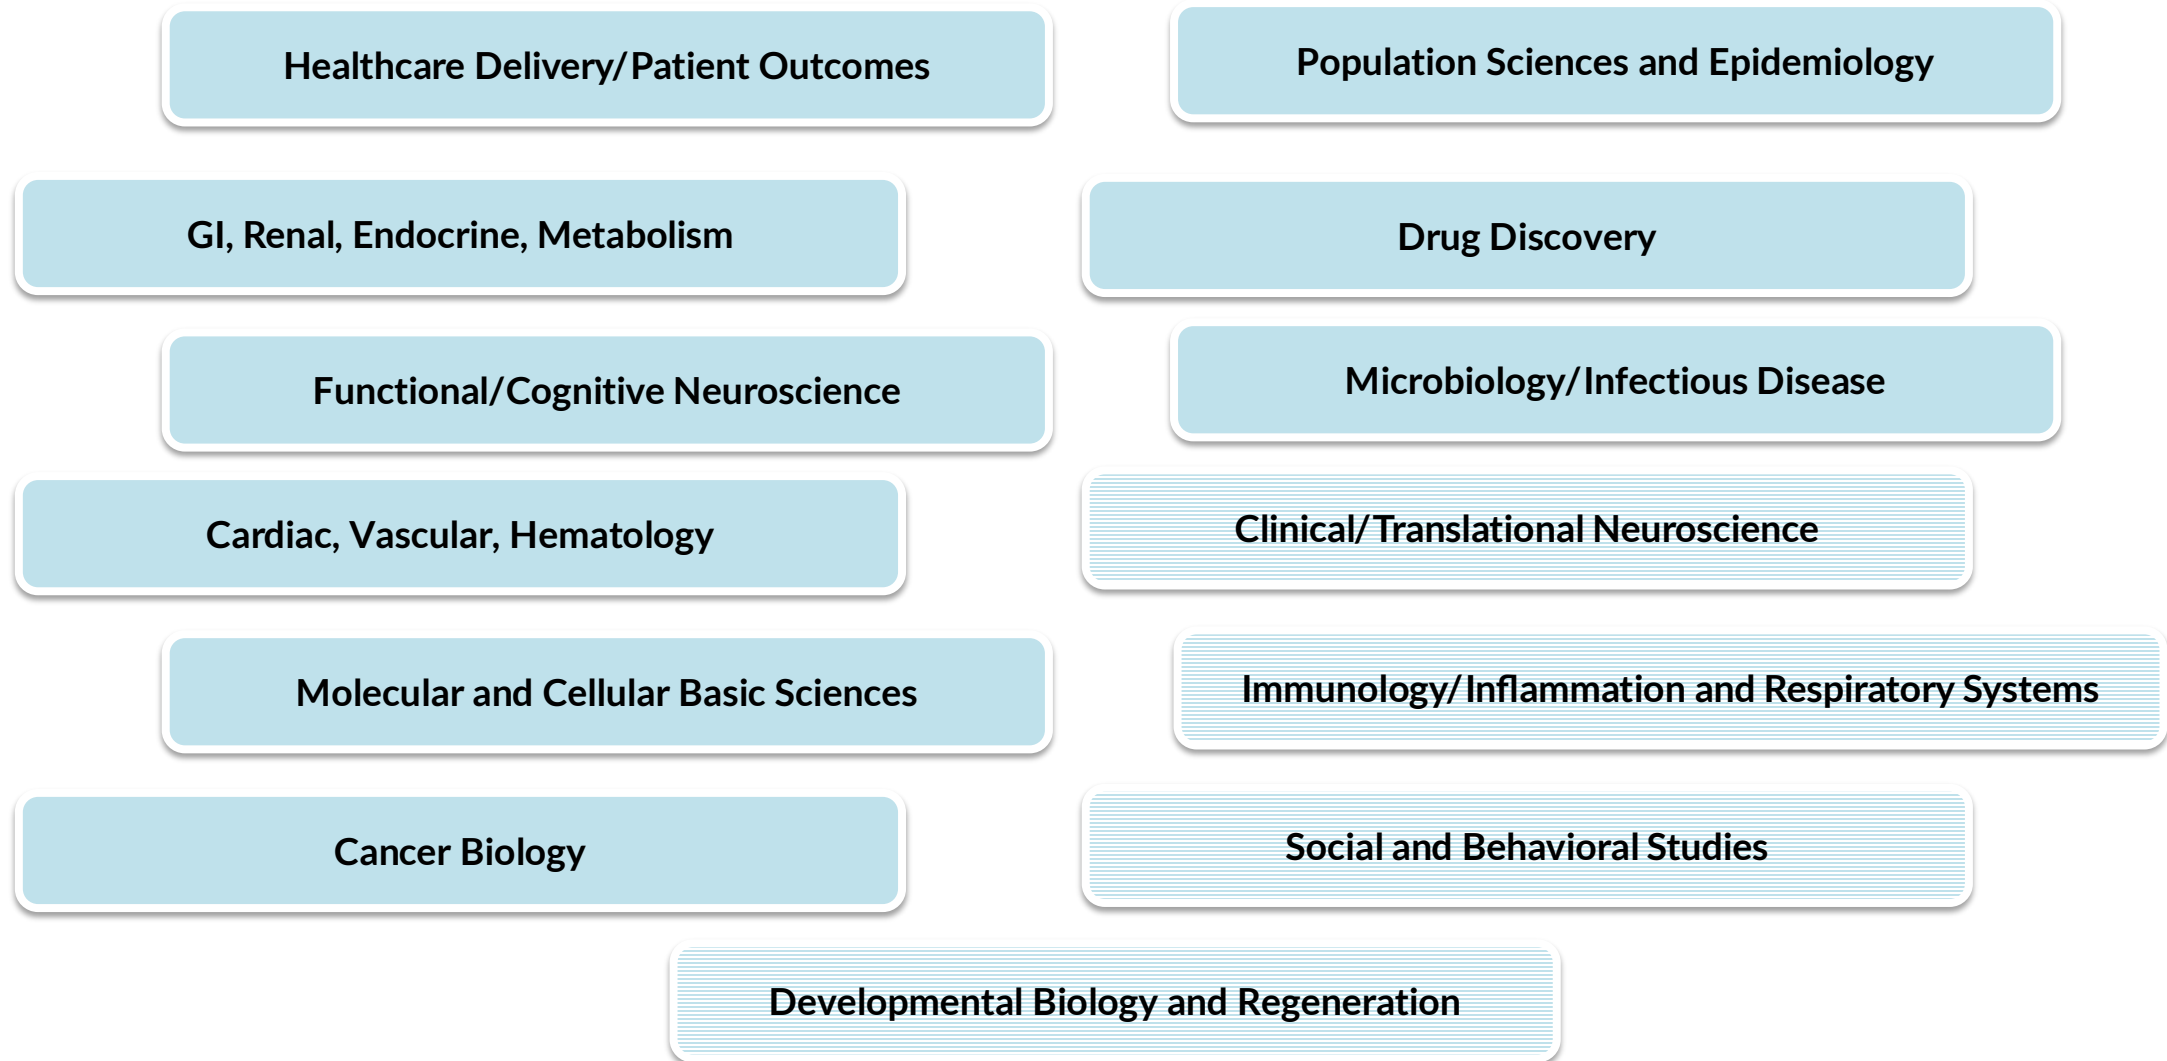 Healthcare Delivery/Patient Outcomes
Population Sciences and Epidemiology
GI, Renal, Endocrine, Metabolism
Drug Discovery
Functional/Cognitive Neuroscience
Microbiology/Infectious Disease
Cardiac, Vascular, Hematology
Clinical/Translational Neuroscience
Molecular and Cellular Basic Sciences
Immunology/Inflammation and Respiratory Systems
Cancer Biology
Social and Behavioral Studies
Developmental Biology and Regeneration